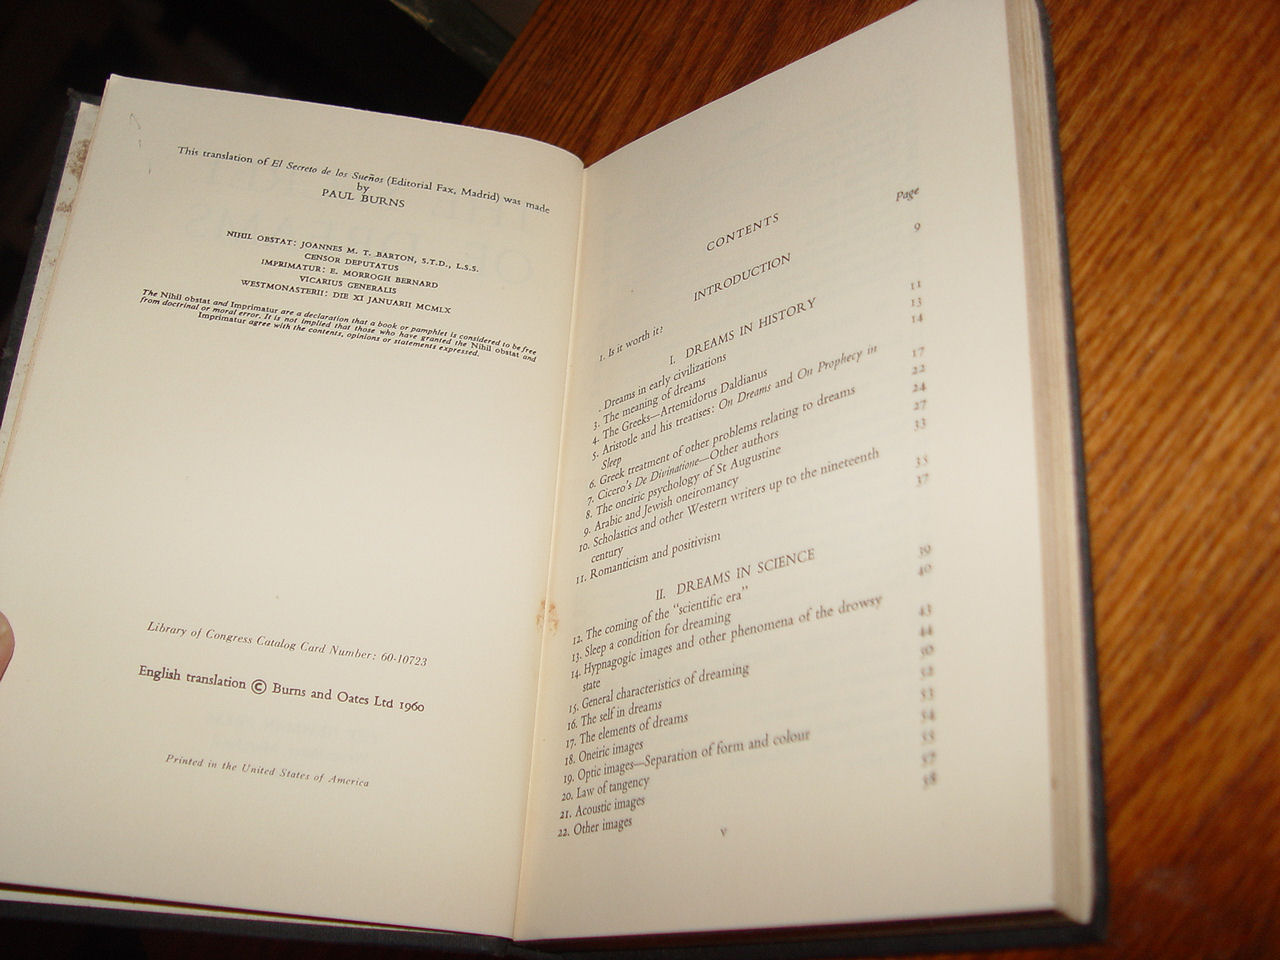 This translation of El Secreto de los Sueños (Editorial Fax, Madrid) was made
by
PAUL BURNS
NIHIL OBSTAT: JOANNES M. T. BARTON, S.T.D., L.S.S.
CENSOR DEPUTATUS
IMPRIMATUR: E. MORROGH BERNARD
VICARIUS GENERALIS
WESTMONASTERII: DIE XI JANUARII MCMLX
The Nihil obstat and Imprimatur are a declaration that a book or pamphlet is considered to be free
from doctrinal or moral error. It is not implied that those who have granted the Nihil obstat and
Imprimatur agree with the contents, opinions or statements expressed.
Library of Congress Catalog Card Number: 60-10723
English translation © Burns and Oates Ltd 1960
Printed in the United States of America
CONTENTS
Page
INTRODUCTION
1. Is it worth it? 9
I. DREAMS IN HISTORY
. Dreams in early civilizations 11
3. The meaning of dreams 13
4. The Greeks—Artemidorus Daldianus 14
5. Aristotle and his treatises: On Dreams and On Prophecy in
Sleep 17
6. Greek treatment of other problems relating to dreams 22
7. Cicero's De Divinatione—Other authors 24
8. The oneiric psychology of St Augustine 27
9. Arabic and Jewish oneiromancy 33
10. Scholastics and other Western writers up to the nineteenth
century 35
11. Romanticism and positivism 37
II. DREAMS IN SCIENCE
12. The coming of the "scientific era" 39
13. Sleep a condition for dreaming 40
14. Hypnagogic images and other phenomena of the drowsy
state 43
15. General characteristics of dreaming 44
16. The self in dreams 50
17. The elements of dreams 52
18. Oneiric images 53
19. Optic images—Separation of form and colour 54
20. Law of tangency 55
21. Acoustic images 57
22. Other images 58
v